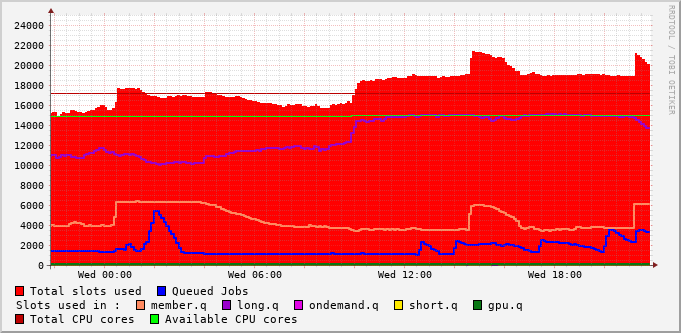 24000
22000
20000
18000
16000
14000
12000
10000
8000
6000
4000
2000
0
Wed 00:00 Wed 06:00 Wed 12:00 Wed 18:00
RRDTOOL / TOBI OETIKER
Total slots used Queued Jobs
Slots used in : member.q long.q ondemand.q short.q gpu.q
Total CPU cores Available CPU cores